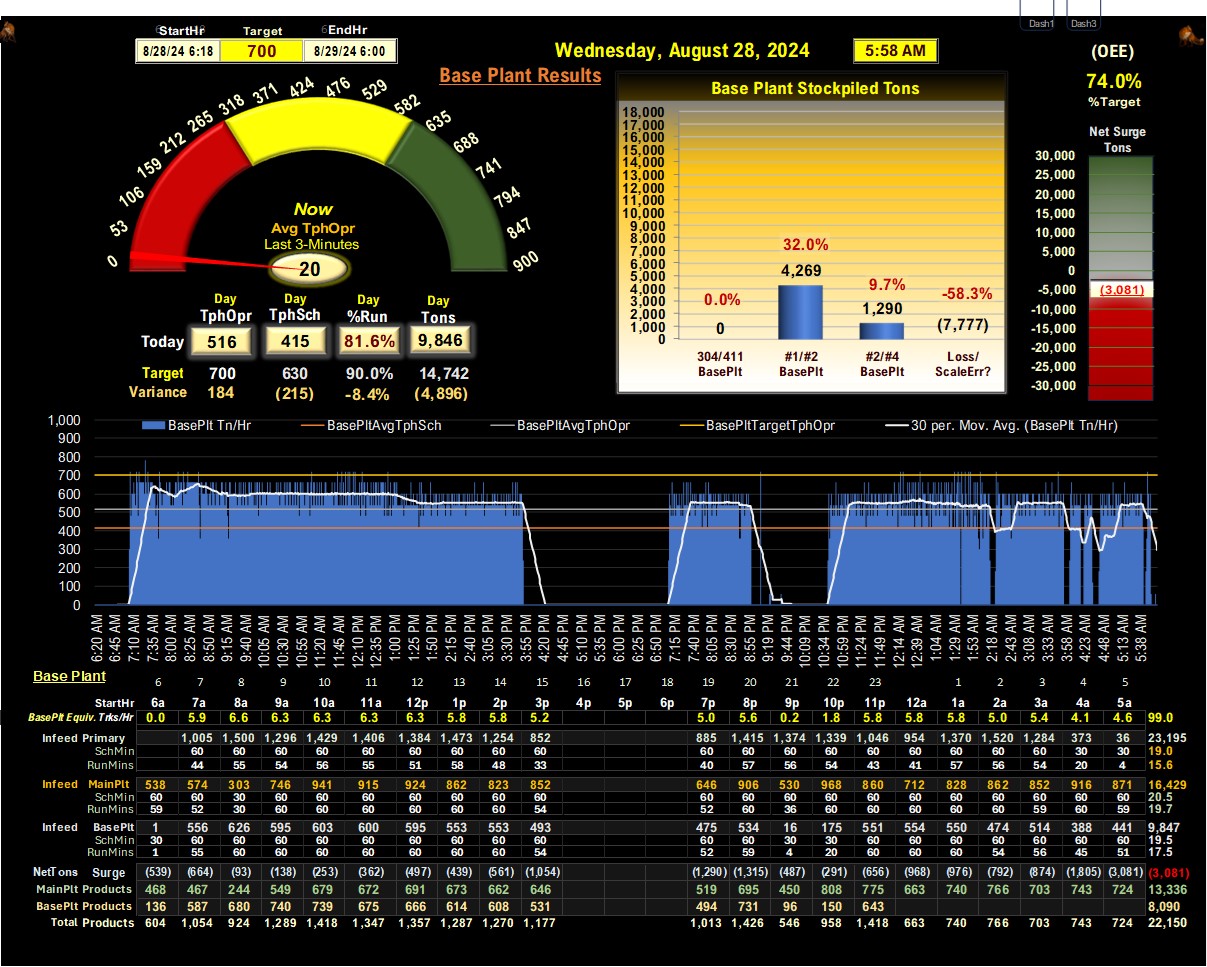 Dash1 Dash3
StartHr Target EndHr
8/28/24 6:18 700 8/29/24 6:00
Wednesday, August 28, 2024 5:58 AM
(OEE)
74.0%
%Target
Base Plant Results
0 53 106 159 212 265 318 371 424 476 529 582 635 688 741 794 847 900
Now
Avg TphOpr
Last 3-Minutes
20
Day Day Day Day
TphOpr TphSch %Run Tons
Today 516 415 81.6% 9,846
Target 700 630 90.0% 14,742
Variance 184 (215) -8.4% (4,896)
Base Plant Stockpiled Tons
18,000
17,000
16,000
15,000
14,000
13,000
12,000
11,000
10,000
9,000
8,000
7,000
6,000
5,000
4,000
3,000
2,000
1,000
0
0.0% 32.0% 9.7% -58.3%
0 4,269 1,290 (7,777)
304/411 #1/#2 #2/#4 Loss/
BasePlt BasePlt BasePlt ScaleErr?
Net Surge
Tons
30,000
25,000
20,000
15,000
10,000
5,000
0
-5,000
-10,000
-15,000
-20,000
-25,000
-30,000
(3,081)
BasePlt Tn/Hr BasePltAvgTphSch BasePltAvgTphOpr BasePltTargetTphOpr 30 per. Mov. Avg. (BasePlt Tn/Hr)
1,000
900
800
700
600
500
400
300
200
100
0
6:20 AM 6:45 AM 7:10 AM 7:35 AM 8:00 AM 8:25 AM 8:50 AM 9:15 AM 9:40 AM 10:05 AM 10:30 AM 10:55 AM 11:20 AM 11:45 AM 12:10 PM 12:35 PM 1:00 PM 1:25 PM 1:50 PM 2:15 PM 2:40 PM 3:05 PM 3:30 PM 3:55 PM 4:20 PM 4:45 PM 5:10 PM 5:35 PM 6:00 PM 6:25 PM 6:50 PM 7:15 PM 7:40 PM 8:05 PM 8:30 PM 8:55 PM 9:19 PM 9:44 PM 10:09 PM 10:34 PM 10:59 PM 11:24 PM 11:49 PM 12:14 AM 12:39 AM 1:04 AM 1:29 AM 1:53 AM 2:18 AM 2:43 AM 3:08 AM 3:33 AM 3:58 AM 4:23 AM 4:48 AM 5:13 AM 5:38 AM
Base Plant 6 7 8 9 10 11 12 13 14 15 16 17 18 19 20 21 22 23 1 2 3 4 5
StartHr 6a 7a 8a 9a 10a 11a 12p 1p 2p 3p 4p 5p 6p 7p 8p 9p 10p 11p 12a 1a 2a 3a 4a 5a
BasePlt Equiv. Trks/Hr 0.0 5.9 6.6 6.3 6.3 6.3 6.3 5.8 5.8 5.2 5.0 5.6 0.2 1.8 5.8 5.8 5.8 5.0 5.4 4.1 4.6 99.0
Infeed Primary 1,005 1,500 1,296 1,429 1,406 1,384 1,473 1,254 852 885 1,415 1,374 1,339 1,046 954 1,370 1,520 1,284 373 36 23,195
SchMin 60 60 60 60 60 60 60 60 60 60 60 60 60 60 60 60 60 60 30 30 19.0
RunMins 44 55 54 56 55 51 58 48 33 40 57 56 54 43 41 57 56 54 20 4 15.6
Infeed MainPlt 538 574 303 746 941 915 924 862 823 852 646 906 530 968 860 712 828 862 852 916 871 16,429
SchMin 60 60 30 60 60 60 60 60 60 60 60 60 60 60 60 60 60 60 60 60 60 20.5
RunMins 59 52 30 60 60 60 60 60 60 54 52 60 36 60 60 60 60 60 59 60 59 19.7
Infeed BasePlt 1 556 626 595 603 600 595 553 553 493 475 534 16 175 551 554 550 474 514 388 441 9,847
SchMin 30 60 60 60 60 60 60 60 60 60 60 60 30 30 60 60 60 60 60 60 60 19.5
RunMins 1 55 60 60 60 60 60 60 60 54 52 59 4 20 60 60 60 54 56 45 51 17.5
NetTons Surge (539) (664) (93) (138) (253) (362) (497) (439) (561) (1,054) (1,290) (1,315) (487) (291) (656) (968) (976) (792) (874) (1,805) (3,081) (3,081)
MainPlt Products 468 467 244 549 679 672 691 673 662 646 519 695 450 808 775 663 740 766 703 743 724 13,336
BasePlt Products 136 587 680 740 739 675 666 614 608 531 494 731 96 150 643 8,090
Total Products 604 1,054 924 1,289 1,418 1,347 1,357 1,287 1,270 1,177 1,013 1,426 546 958 1,418 663 740 766 703 743 724 22,150